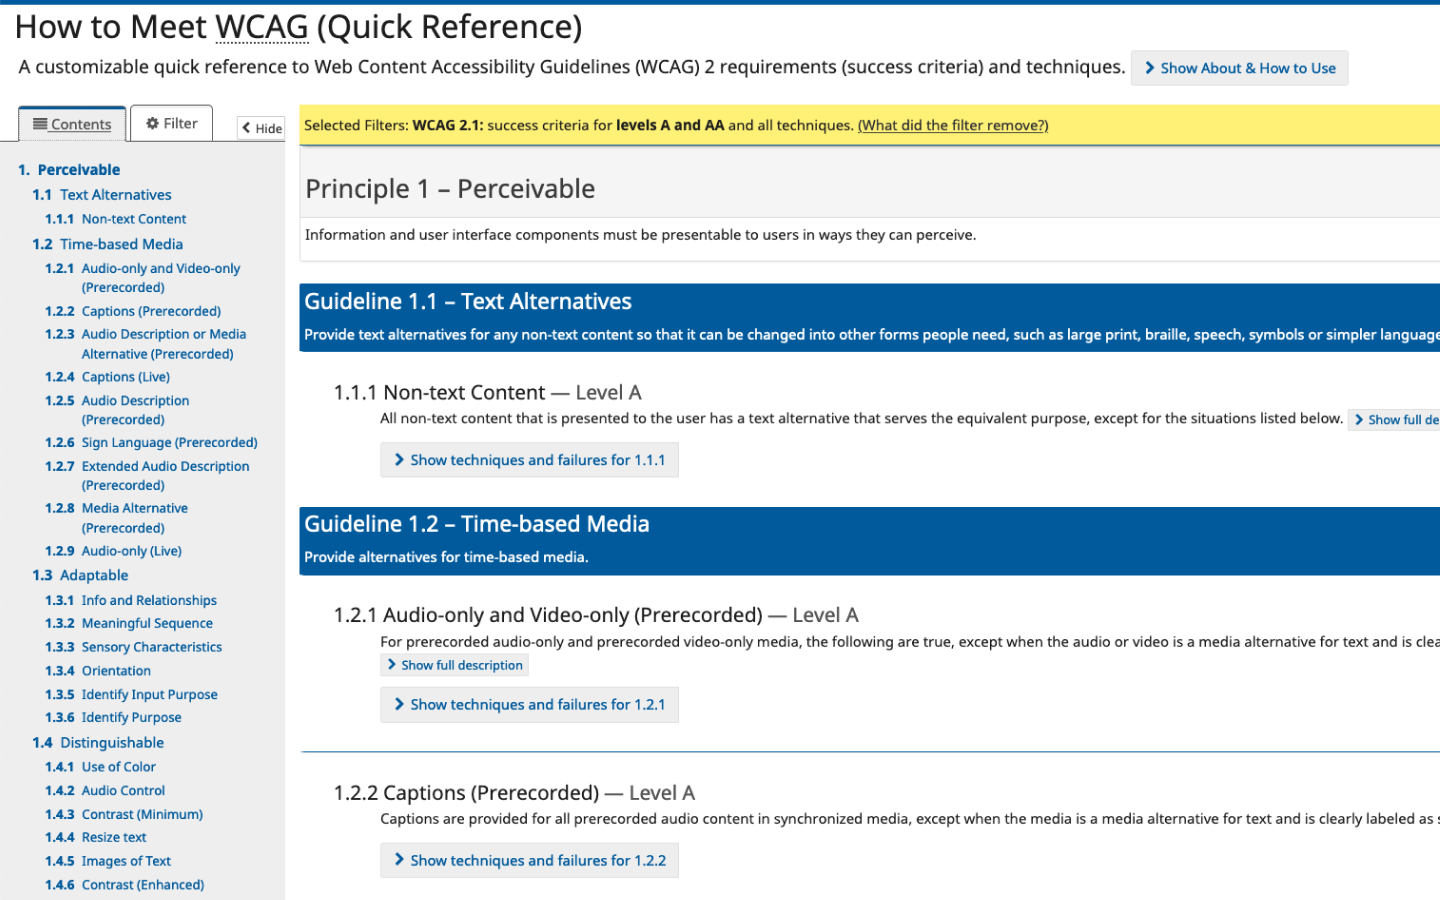 How to Meet WCAG (Quick Reference)
A customizable quick reference to Web Content Accessibility Guidelines (WCAG) 2 requirements (success criteria) and techniques.
Show About & How to Use
Contents
Filter
Hide
1. Perceivable
1.1 Text Alternatives
1.1.1 Non-text Content
1.2 Time-based Media
1.2.1 Audio-only and Video-only
(Prerecorded)
1.2.2 Captions (Prerecorded)
1.2.3 Audio Description or Media
Alternative (Prerecorded)
1.2.4 Captions (Live)
1.2.5 Audio Description
(Prerecorded)
1.2.6 Sign Language (Prerecorded)
1.2.7 Extended Audio Description
(Prerecorded)
1.2.8 Media Alternative
(Prerecorded)
1.2.9 Audio-only (Live)
1.3 Adaptable
1.3.1 Info and Relationships
1.3.2 Meaningful Sequence
1.3.3 Sensory Characteristics
1.3.4 Orientation
1.3.5 Identify Input Purpose
1.3.6 Identify Purpose
1.4 Distinguishable
1.4.1 Use of Color
1.4.2 Audio Control
1.4.3 Contrast (Minimum)
1.4.4 Resize text
1.4.5 Images of Text
1.4.6 Contrast (Enhanced)
Selected Filters: WCAG 2.1: success criteria for levels A and AA and all techniques. (What did the filter remove?)
Principle 1 – Perceivable
Information and user interface components must be presentable to users in ways they can perceive.
Guideline 1.1 – Text Alternatives
Provide text alternatives for any non-text content so that it can be changed into other forms people need, such as large print, braille, speech, symbols or simpler language
1.1.1 Non-text Content — Level A
All non-text content that is presented to the user has a text alternative that serves the equivalent purpose, except for the situations listed below.
Show full de
Show techniques and failures for 1.1.1
Guideline 1.2 – Time-based Media
Provide alternatives for time-based media.
1.2.1 Audio-only and Video-only (Prerecorded) — Level A
For prerecorded audio-only and prerecorded video-only media, the following are true, except when the audio or video is a media alternative for text and is clea
Show full description
Show techniques and failures for 1.2.1
1.2.2 Captions (Prerecorded) — Level A
Captions are provided for all prerecorded audio content in synchronized media, except when the media is a media alternative for text and is clearly labeled as s
Show techniques and failures for 1.2.2